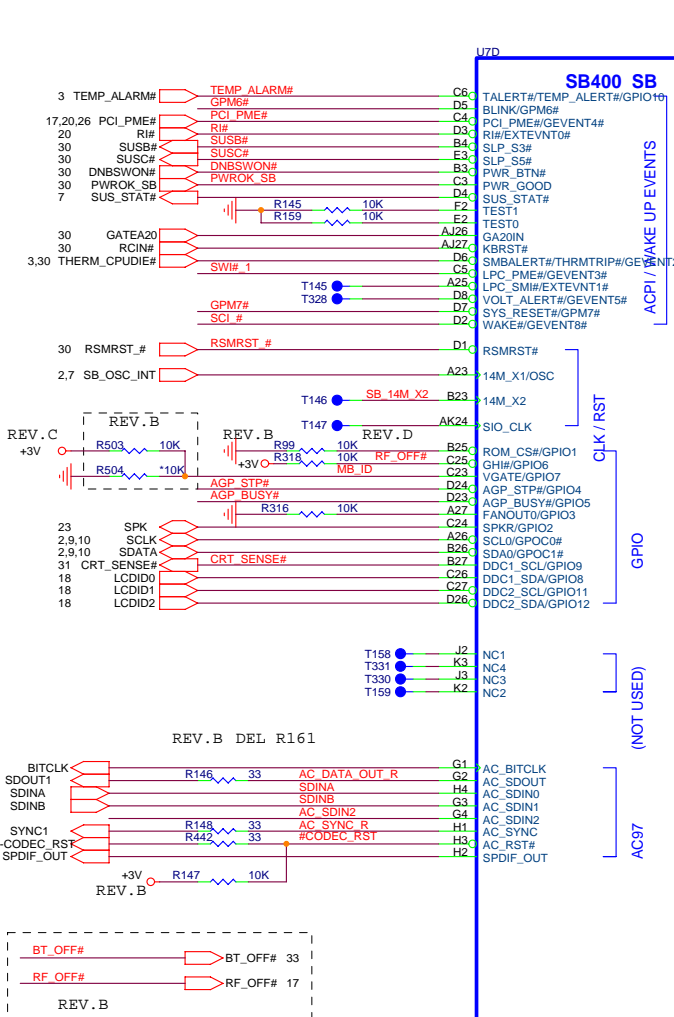 U7D
SB400 SB
3 TEMP_ALARM# TEMP_ALARM# C6 TALERT#/TEMP_ALERT#/GPIO10
GPM6# D5 BLINK/GPM6#
17,20,26 PCI_PME# PCI_PME# C4 PCI_PME#/GEVENT4#
20 RI# RI# D3 RI#/EXTEVNT0#
30 SUSB# SUSB# B4 SLP_S3#
30 SUSC# SUSC# E3 SLP_S5#
30 DNBSWON# DNBSWON# B3 PWR_BTN#
30 PWROK_SB PWROK_SB C3 PWR_GOOD
7 SUS_STAT# D4 SUS_STAT#
R145 10K F2 TEST1
R159 10K E2 TEST0
30 GATEA20 AJ26 GA20IN
30 RCIN# AJ27 KBRST#
3,30 THERM_CPUDIE# D6 SMBALERT#/THRMTRIP#/GEVENT2
SWI#_1 C5 LPC_PME#/GEVENT3#
T145 A25 LPC_SMI#/EXTEVNT1#
T328 D8 VOLT_ALERT#/GEVENT5#
GPM7# D7 SYS_RESET#/GPM7#
SCI_# D2 WAKE#/GEVENT8#
ACPI / WAKE UP EVENTS
30 RSMRST_# RSMRST_# D1 RSMRST#
2,7 SB_OSC_INT A23 14M_X1/OSC
T146 SB_14M_X2 B23 14M_X2
T147 AK24 SIO_CLK
CLK / RST
REV.B
REV.C REV.B REV.D
+3V R503 10K R99 10K B25 ROM_CS#/GPIO1
+3V R318 10K RF_OFF# C25 GHI#/GPIO6
R504 *10K MB_ID C23 VGATE/GPIO7
AGP_STP# D24 AGP_STP#/GPIO4
AGP_BUSY# D23 AGP_BUSY#/GPIO5
R316 10K A27 FANOUT0/GPIO3
23 SPK C24 SPKR/GPIO2
2,9,10 SCLK A26 SCL0/GPOC0#
2,9,10 SDATA B26 SDA0/GPOC1#
31 CRT_SENSE# CRT_SENSE# B27 DDC1_SCL/GPIO9
18 LCDID0 C26 DDC1_SDA/GPIO8
18 LCDID1 C27 DDC2_SCL/GPIO11
18 LCDID2 D26 DDC2_SDA/GPIO12
GPIO
T158 J2 NC1
T331 K3 NC4
T330 J3 NC3
T159 K2 NC2
(NOT USED)
REV.B DEL R161
BITCLK G1 AC_BITCLK
SDOUT1 R146 33 AC_DATA_OUT_R G2 AC_SDOUT
SDINA SDINA H4 AC_SDIN0
SDINB SDINB G3 AC_SDIN1
AC_SDIN2 G4 AC_SDIN2
SYNC1 R148 33 AC_SYNC_R H1 AC_SYNC
-CODEC_RST R442 33 #CODEC_RST H3 AC_RST#
SPDIF_OUT H2 SPDIF_OUT
AC97
+3V R147 10K
REV.B
BT_OFF# BT_OFF# 33
RF_OFF# RF_OFF# 17
REV.B